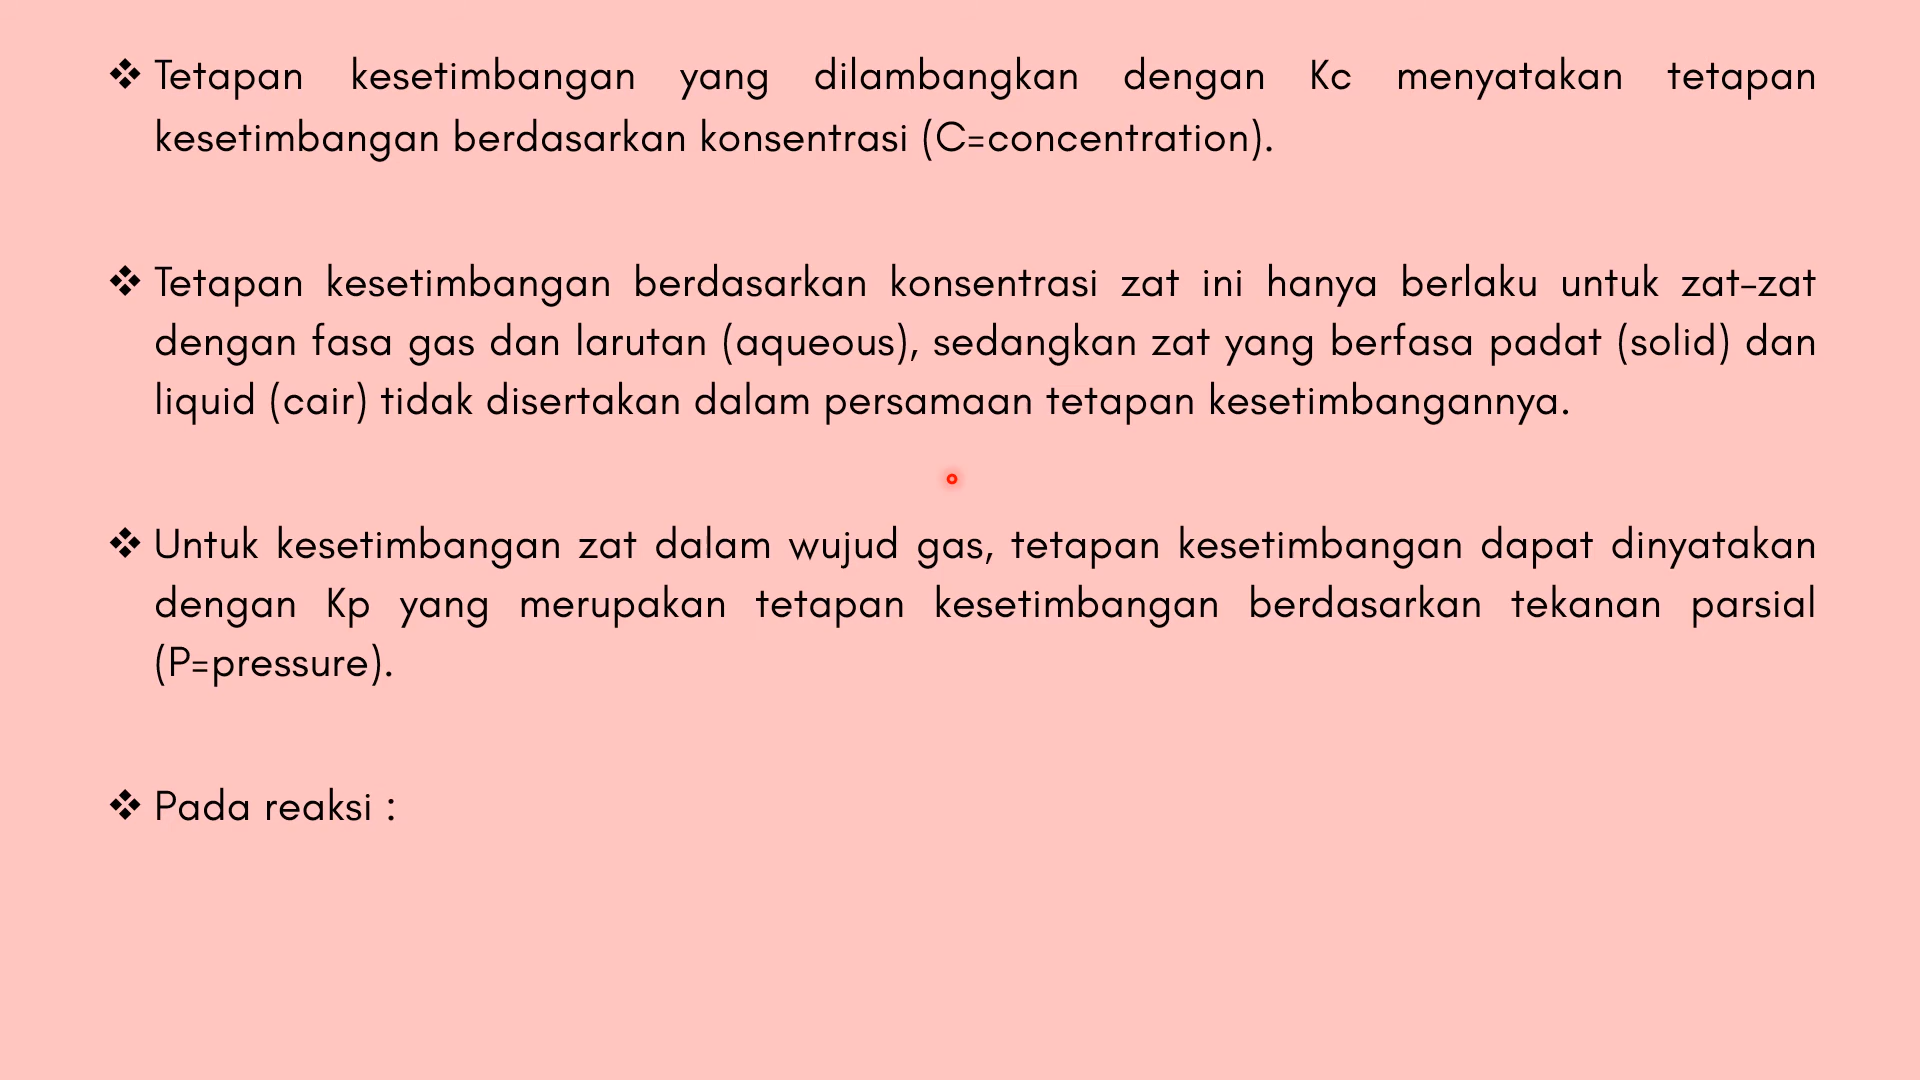 ❖ Tetapan kesetimbangan yang dilambangkan dengan Kc menyatakan tetapan
kesetimbangan berdasarkan konsentrasi (C=concentration).
❖ Tetapan kesetimbangan berdasarkan konsentrasi zat ini hanya berlaku untuk zat-zat
dengan fasa gas dan larutan (aqueous), sedangkan zat yang berfasa padat (solid) dan
liquid (cair) tidak disertakan dalam persamaan tetapan kesetimbangannya.
❖ Untuk kesetimbangan zat dalam wujud gas, tetapan kesetimbangan dapat dinyatakan
dengan Kp yang merupakan tetapan kesetimbangan berdasarkan tekanan parsial
(P=pressure).
❖ Pada reaksi :